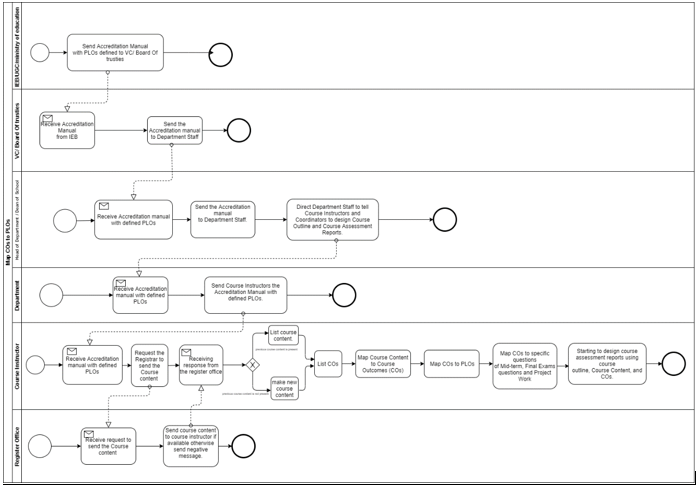 Map COs to PLOs
IEB/UGC/ministry of education
Send Accreditation Manual
with PLOs defined to VC/ Board Of
trusties
VC/ Board Of trusties
Receive Accreditation
Manual
from IEB
Send the
Accreditation manual
to Department Staff
Head of Department / Dean of School
Receive Accreditation manual
with defined PLOs
Send the Accreditation
manual
to Department Staff
Direct Department Staff to tell
Course Instructors and
Coordinators to design Course
Outline and Course Assessment
Reports.
Department
Receive Accreditation
manual with defined
PLOs
Send Course Instructors the
Accreditation Manual with
defined PLOs.
Course Instructor
Receive Accreditation
manual with defined
PLOs
Request the
Registrar to
send the
Course
content
Receiving
response from
the register office
List course
content
make new
course
content
List COs
Map Course Content
to Course
Outcomes (COs)
Map COs to PLOs
Map COs to specific
questions
of Mid-term, Final Exams
questions and Project
Work
Starting to design course
assessment reports using
course
outline, Course Content, and
COs
Register Office
Receive request to
send the Course
content
Send course content
to course instructor if
available otherwise
send negative
message.